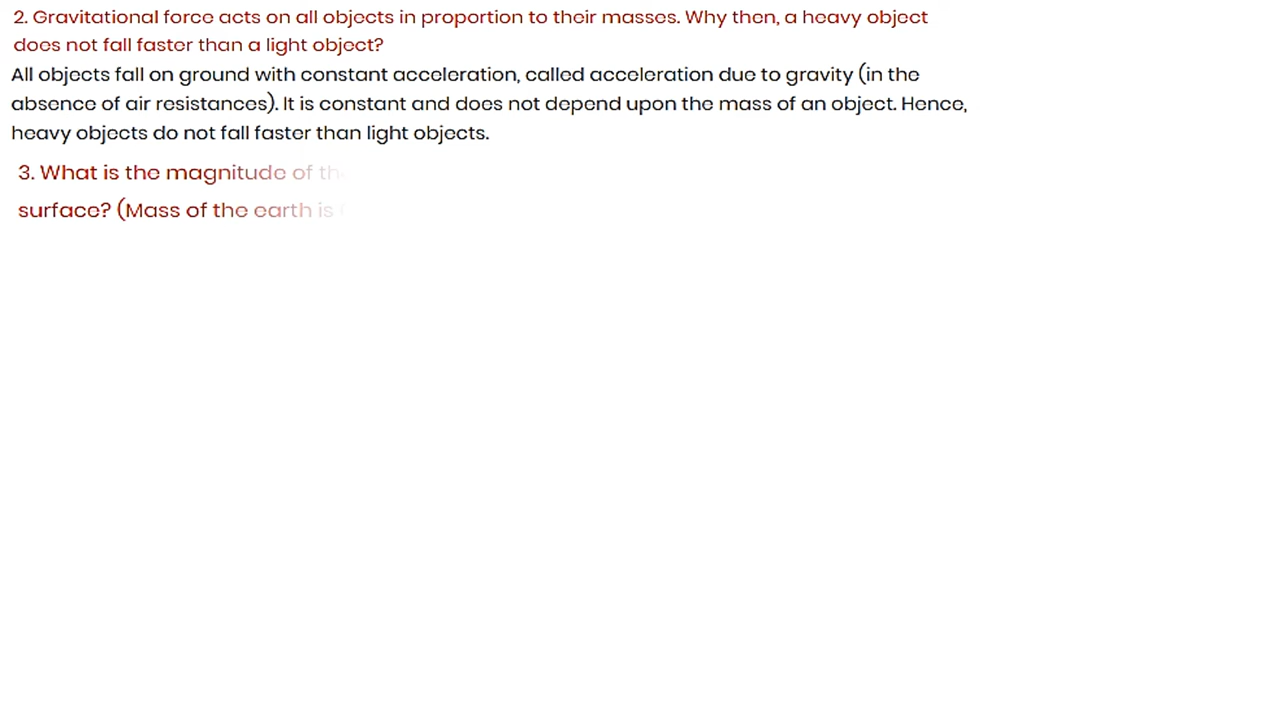 2. Gravitational force acts on all objects in proportion to their masses. Why then, a heavy object
does not fall faster than a light object?
All objects fall on ground with constant acceleration, called acceleration due to gravity (in the
absence of air resistances). It is constant and does not depend upon the mass of an object. Hence,
heavy objects do not fall faster than light objects.
3. What is the magnitude of
surface? (Mass of the earth is